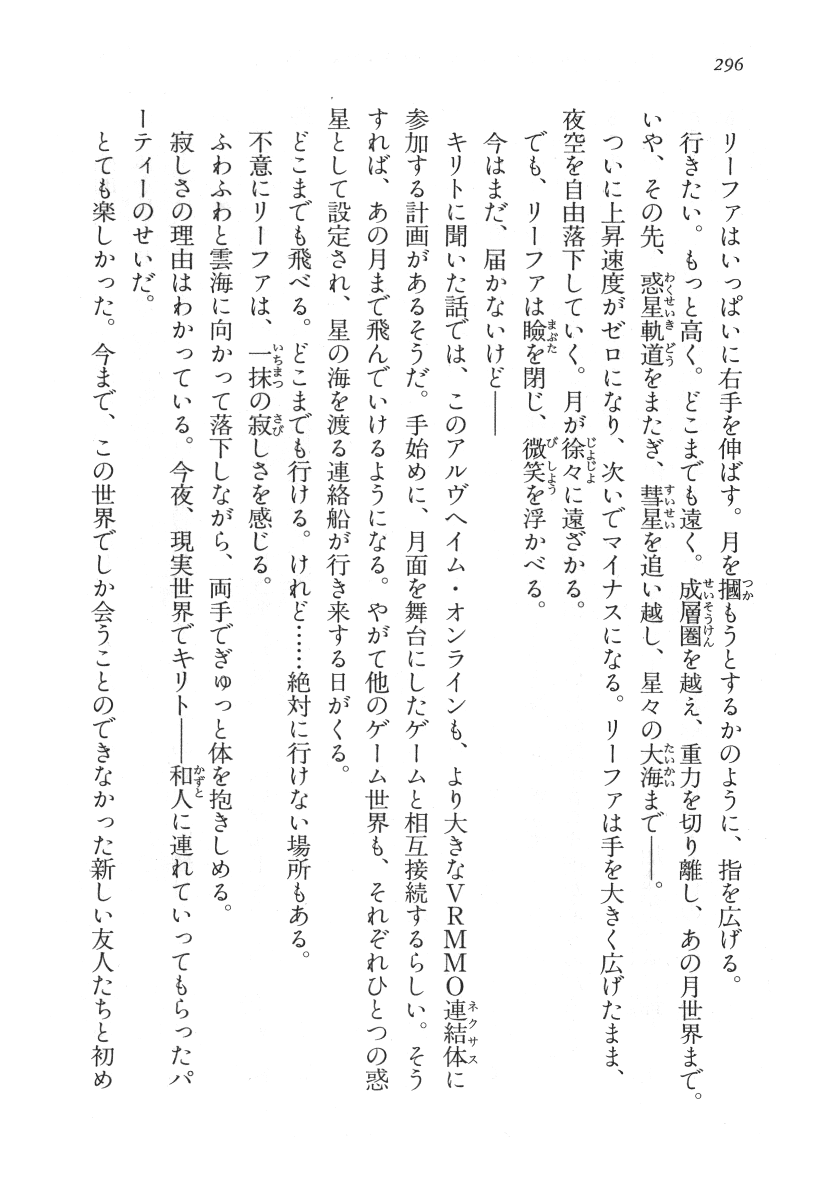 296
リーファはいっぱいに右手を伸ばす。月を摑もうとするかのように、指を広げる。
行きたい。もっと高く。どこまでも遠く。成層圏を越え、重力を切り離し、あの月世界まで。
いや、その先、惑星軌道をまたぎ、彗星を追い越し、星々の大海まで――。
ついに上昇速度がゼロになり、次いでマイナスになる。リーファは手を大きく広げたまま、
夜空を自由落下していく。月が徐々に遠ざかる。
でも、リーファは瞼を閉じ、微笑を浮かべる。
今はまだ、届かないけど――
キリトに聞いた話では、このアルヴヘイム・オンラインも、より大きなVRMMO連結体に
参加する計画があるそうだ。手始めに、月面を舞台にしたゲームと相互接続するらしい。そう
すれば、あの月まで飛んでいけるようになる。やがて他のゲーム世界も、それぞれひとつの惑
星として設定され、星の海を渡る連絡船が行き来する日がくる。
どこまでも飛べる。どこまでも行ける。けれど……絶対に行けない場所もある。
不意にリーファは、一抹の寂しさを感じる。
ふわふわと雲海に向かって落下しながら、両手でぎゅっと体を抱きしめる。
寂しさの理由はわかっている。今夜、現実世界でキリト――和人に連れていってもらったパ
ーティーのせいだ。
とても楽しかった。今まで、この世界でしか会うことのできなかった新しい友人たちと初め